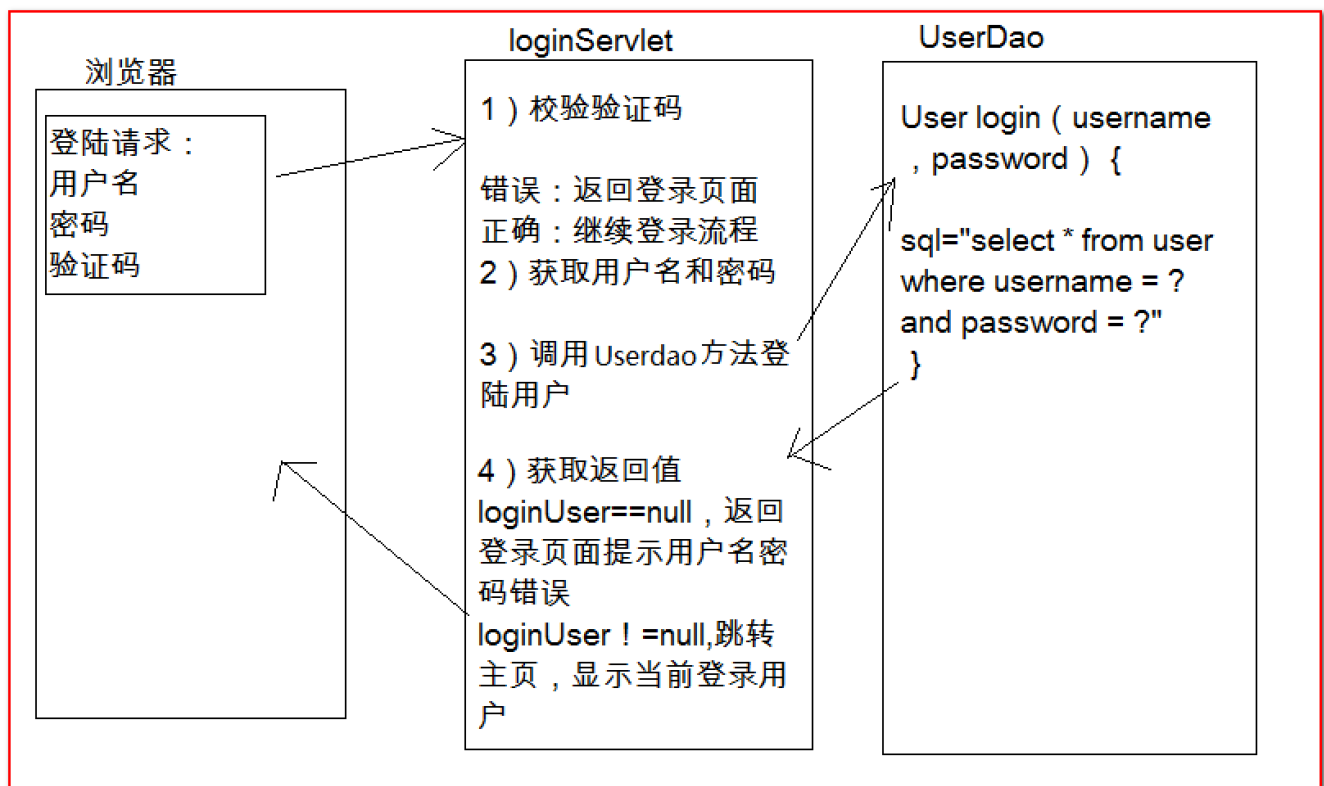 浏览器
登陆请求：
用户名
密码
验证码
loginServlet
1）校验验证码
错误：返回登录页面
正确：继续登录流程
2）获取用户名和密码
3）调用Userdao方法登
陆用户
4）获取返回值
loginUser==null，返回
登录页面提示用户名密
码错误
loginUser！=null,跳转
主页，显示当前登录用
户
UserDao
User login（username
，password）{
sql="select * from user
where username = ?
and password = ?"
}